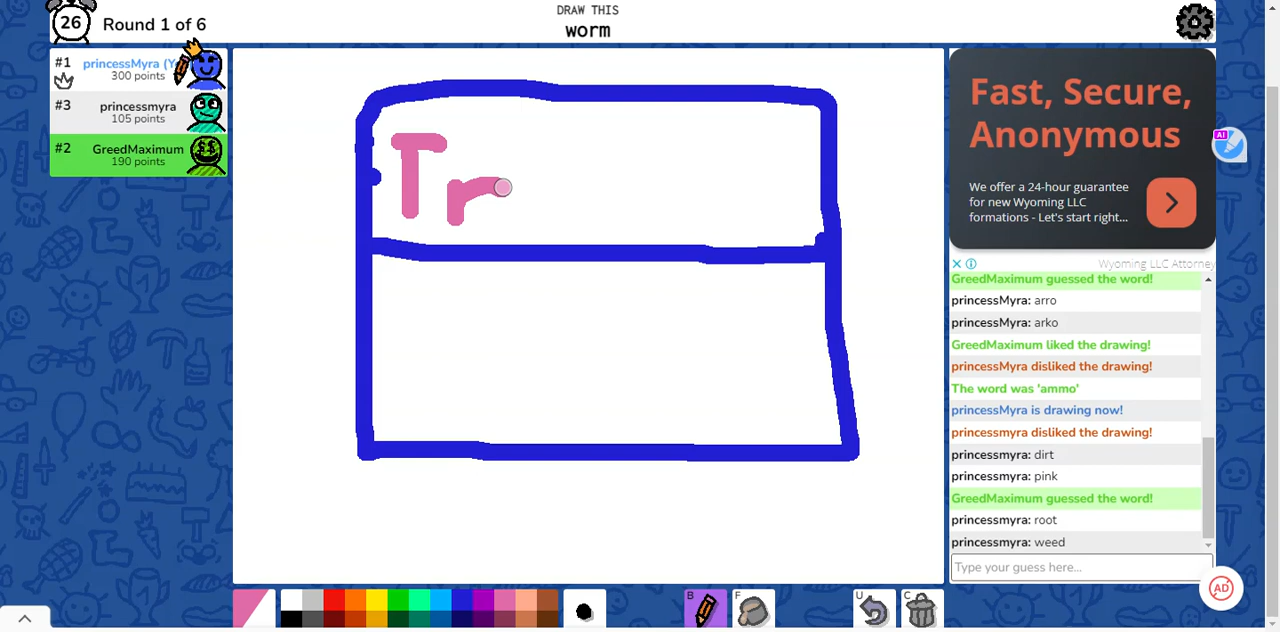 26
Round 1 of 6
DRAW THIS
worm
#1 princessMyra (Y
300 points
#3 princessmyra
105 points
#2 GreedMaximum
190 points
Tr
Fast, Secure,
Anonymous
We offer a 24-hour guarantee
for new Wyoming LLC
formations - Let's start right...
AI
Wyoming LLC Attorney
GreedMaximum guessed the word!
princessMyra: arro
princessMyra: arko
GreedMaximum liked the drawing!
princessMyra disliked the drawing!
The word was 'ammo'
princessMyra is drawing now!
princessmyra disliked the drawing!
princessmyra: dirt
princessmyra: pink
GreedMaximum guessed the word!
princessmyra: root
princessmyra: weed
Type your guess here...
B
F
U
C
AD